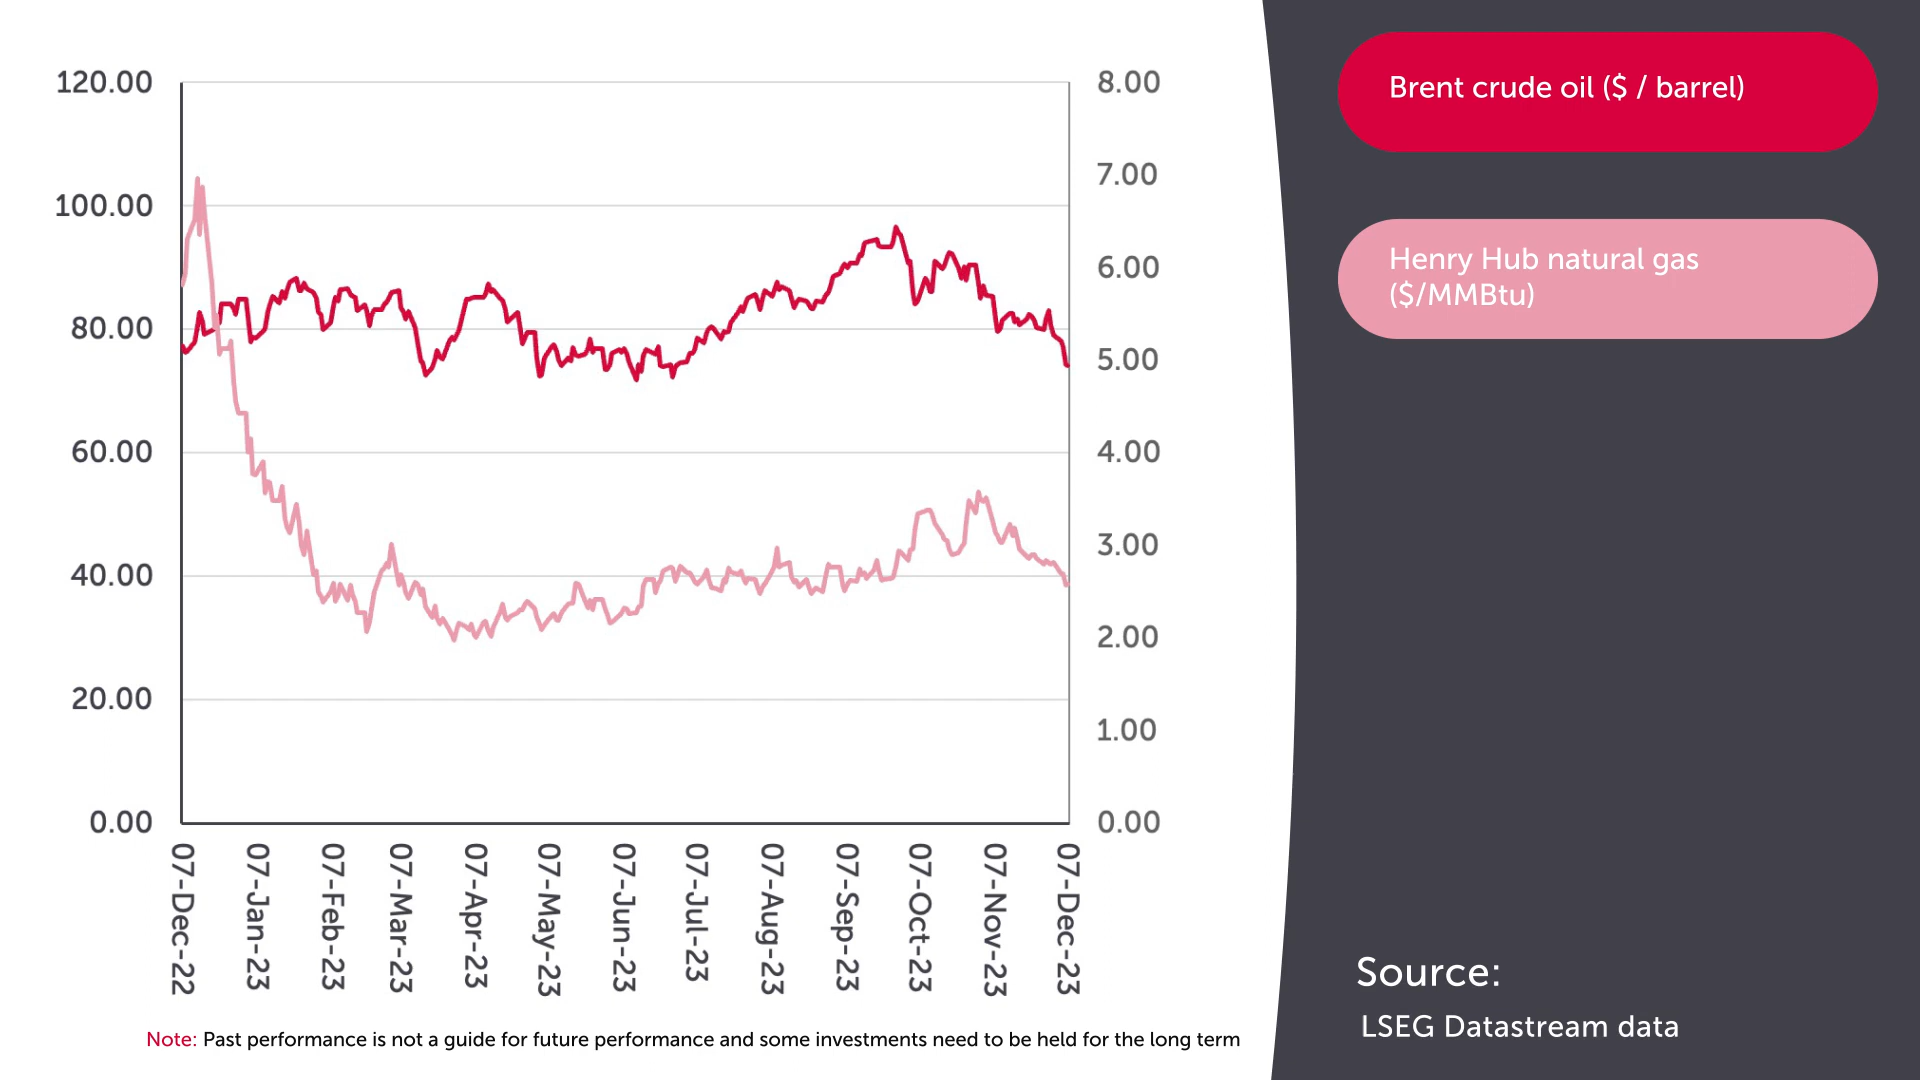 120.00
100.00
80.00
60.00
40.00
20.00
0.00
8.00
7.00
6.00
5.00
4.00
3.00
2.00
1.00
0.00
07-Dec-22
07-Jan-23
07-Feb-23
07-Mar-23
07-Apr-23
07-May-23
07-Jun-23
07-Jul-23
07-Aug-23
07-Sep-23
07-Oct-23
07-Nov-23
07-Dec-23
Note: Past performance is not a guide for future performance and some investments need to be held for the long term
Brent crude oil ($ / barrel)
Henry Hub natural gas
($/MMBtu)
Source:
LSEG Datastream data